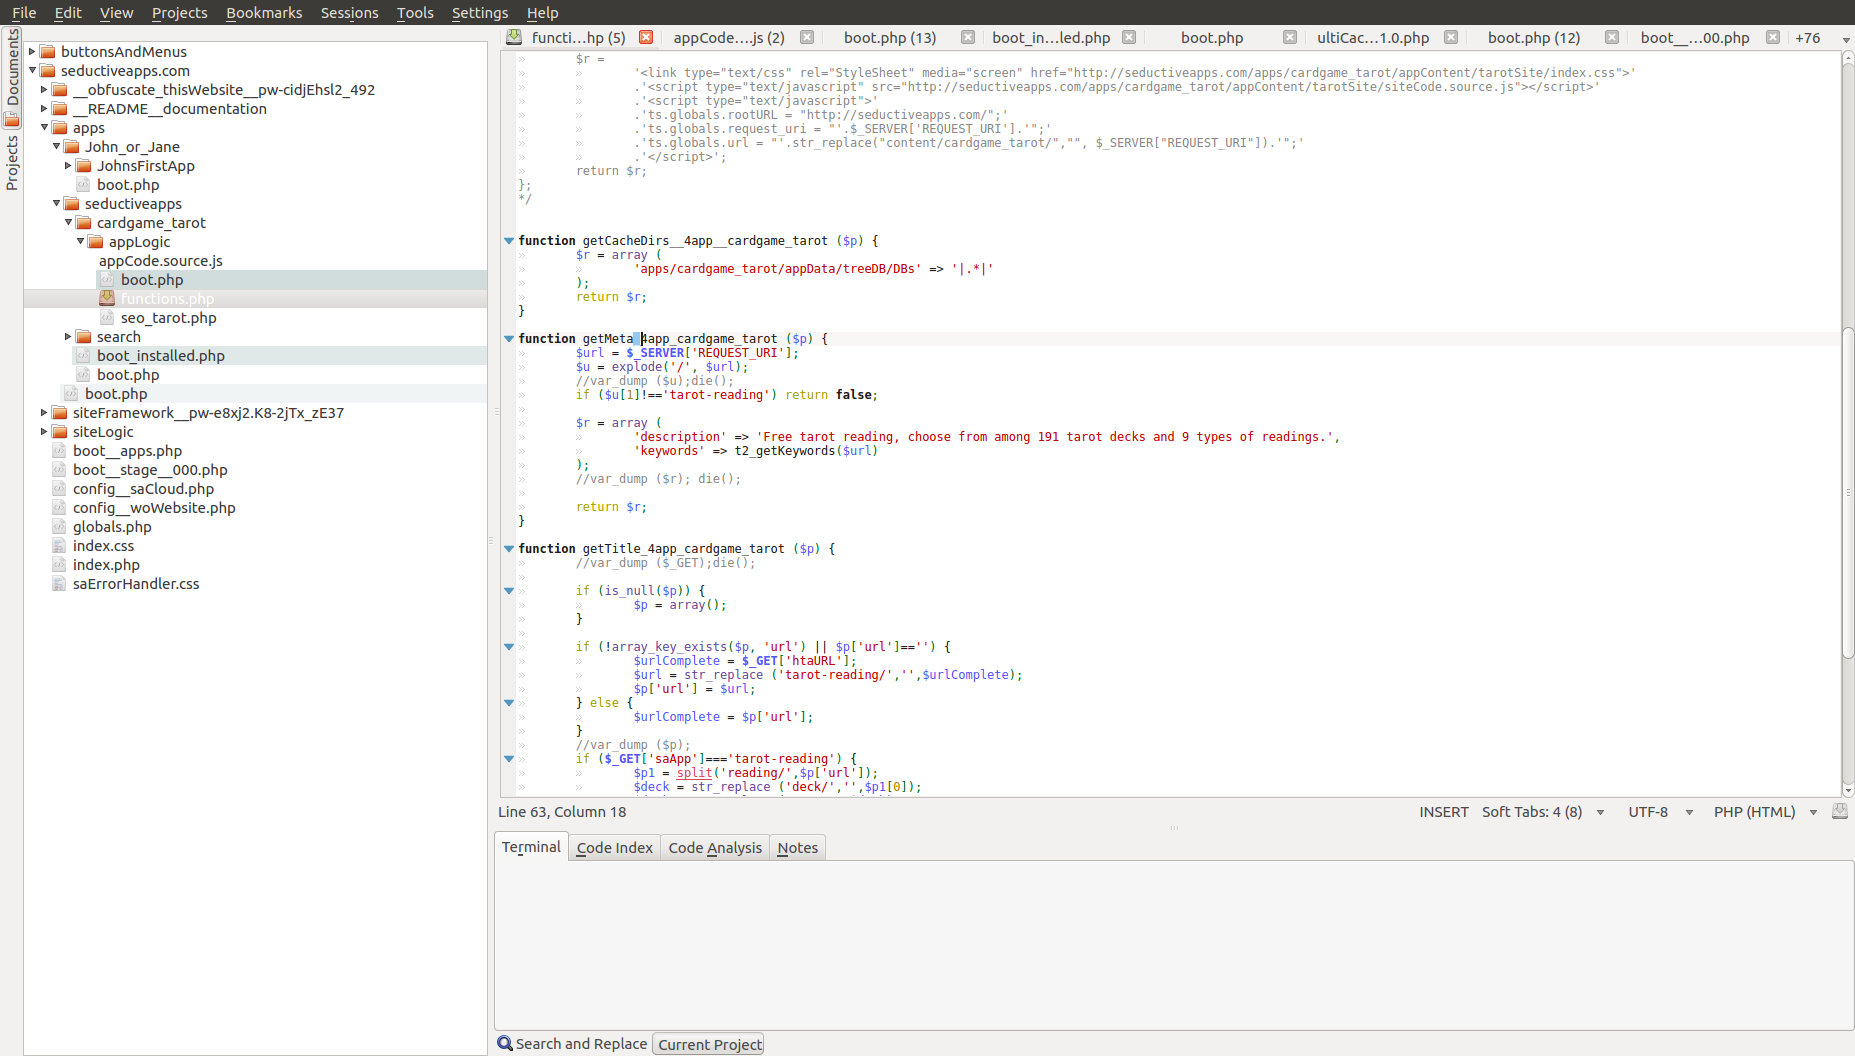 File Edit View Projects Bookmarks Sessions Tools Settings Help
Documents
Projects
buttonsAndMenus
seductiveapps.com
__obfuscate_thisWebsite__pw-cidjEhsl2_492
__README__documentation
apps
John_or_Jane
JohnsFirstApp
boot.php
seductiveapps
cardgame_tarot
appLogic
appCode.source.js
boot.php
functions.php
seo_tarot.php
search
boot_installed.php
boot.php
boot.php
siteFramework__pw-e8xj2.K8-2jTx_zE37
siteLogic
boot__apps.php
boot__stage__000.php
config__saCloud.php
config__woWebsite.php
globals.php
index.css
index.php
saErrorHandler.css
functi...hp (5) appCode....js (2) boot.php (13) boot_in...led.php boot.php ultiCac...1.0.php boot.php (12) boot__...00.php +76
$r =
'<link type="text/css" rel="StyleSheet" media="screen" href="http://seductiveapps.com/apps/cardgame_tarot/appContent/tarotSite/index.css">'
.'<script type="text/javascript" src="http://seductiveapps.com/apps/cardgame_tarot/appContent/tarotSite/siteCode.source.js"></script>'
.'<script type="text/javascript">'
.'ts.globals.rootURL = "http://seductiveapps.com/";'
.'ts.globals.request_uri = "'.$_SERVER['REQUEST_URI'].'";'
.'ts.globals.url = "'.str_replace("content/cardgame_tarot/","", $_SERVER["REQUEST_URI"]).'";'
.'</script>';
return $r;
};
*/
function getCacheDirs__4app__cardgame_tarot ($p) {
$r = array (
'apps/cardgame_tarot/appData/treeDB/DBs' => '|.*|'
);
return $r;
}
function getMeta_4app_cardgame_tarot ($p) {
$url = $_SERVER['REQUEST_URI'];
$u = explode('/', $url);
//var_dump ($u);die();
if ($u[1]!=='tarot-reading') return false;
$r = array (
'description' => 'Free tarot reading, choose from among 191 tarot decks and 9 types of readings.',
'keywords' => t2_getKeywords($url)
);
//var_dump ($r); die();
return $r;
}
function getTitle_4app_cardgame_tarot ($p) {
//var_dump ($_GET);die();
if (is_null($p)) {
$p = array();
}
if (!array_key_exists($p, 'url') || $p['url']=='') {
$urlComplete = $_GET['htaURL'];
$url = str_replace ('tarot-reading/','',$urlComplete);
$p['url'] = $url;
} else {
$urlComplete = $p['url'];
}
//var_dump ($p);
if ($_GET['saApp']==='tarot-reading') {
$p1 = split('reading/',$p['url']);
$deck = str_replace ('deck/','',$p1[0]);
Line 63, Column 18 INSERT Soft Tabs: 4 (8) UTF-8 PHP (HTML)
Terminal Code Index Code Analysis Notes
Search and Replace Current Project